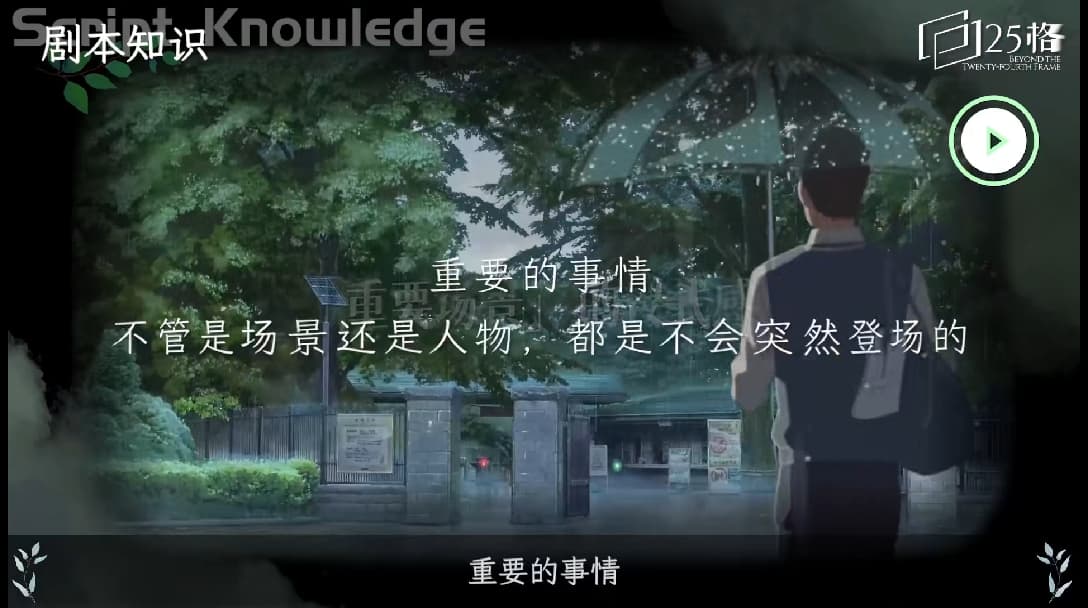 Script Knowledge
剧本知识
25格
BEYOND THE
TWENTY-FOURTH FRAME
重要的事情
不管是场景还是人物，都是不会突然登场的
重要的事情